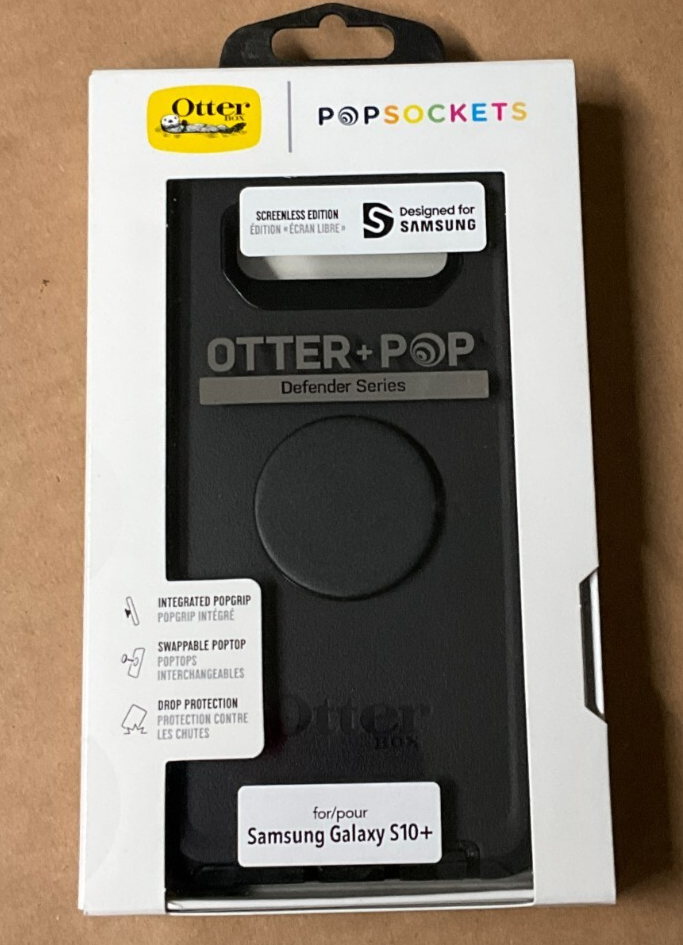 Otter
BOX
POPSOCKETS
SCREENLESS EDITION
ÉDITION « ÉCRAN LIBRE »
Designed for
SAMSUNG
OTTER+POP
Defender Series
INTEGRATED POPGRIP
POPGRIP INTÉGRÉ
SWAPPABLE POPTOP
POPTOPS
INTERCHANGEABLES
DROP PROTECTION
PROTECTION CONTRE
LES CHUTES
Otter
BOX
for/pour
Samsung Galaxy S10+